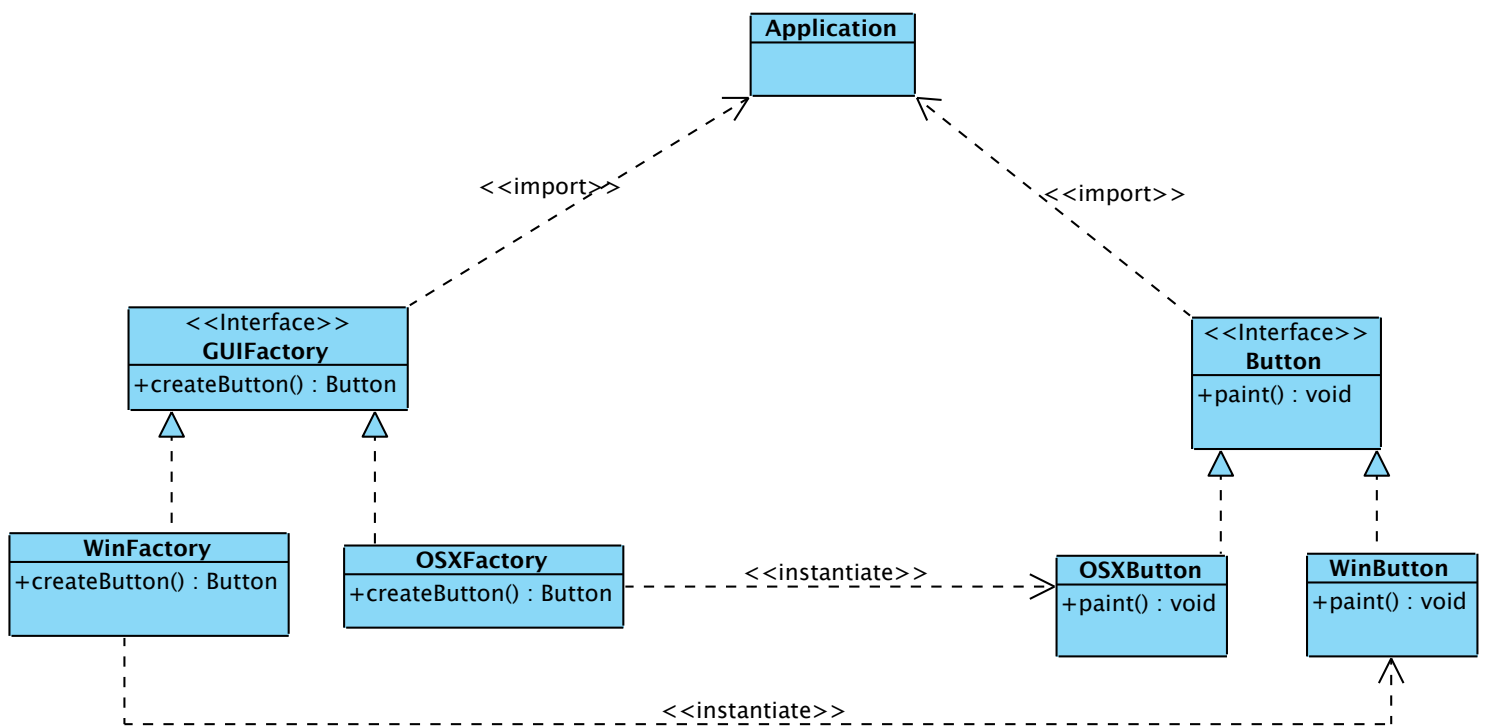 Application
<<import>>
<<import>>
<<Interface>>
GUIFactory
+createButton() : Button
<<Interface>>
Button
+paint() : void
WinFactory
+createButton() : Button
OSXFactory
+createButton() : Button
<<instantiate>>
OSXButton
+paint() : void
WinButton
+paint() : void
<<instantiate>>